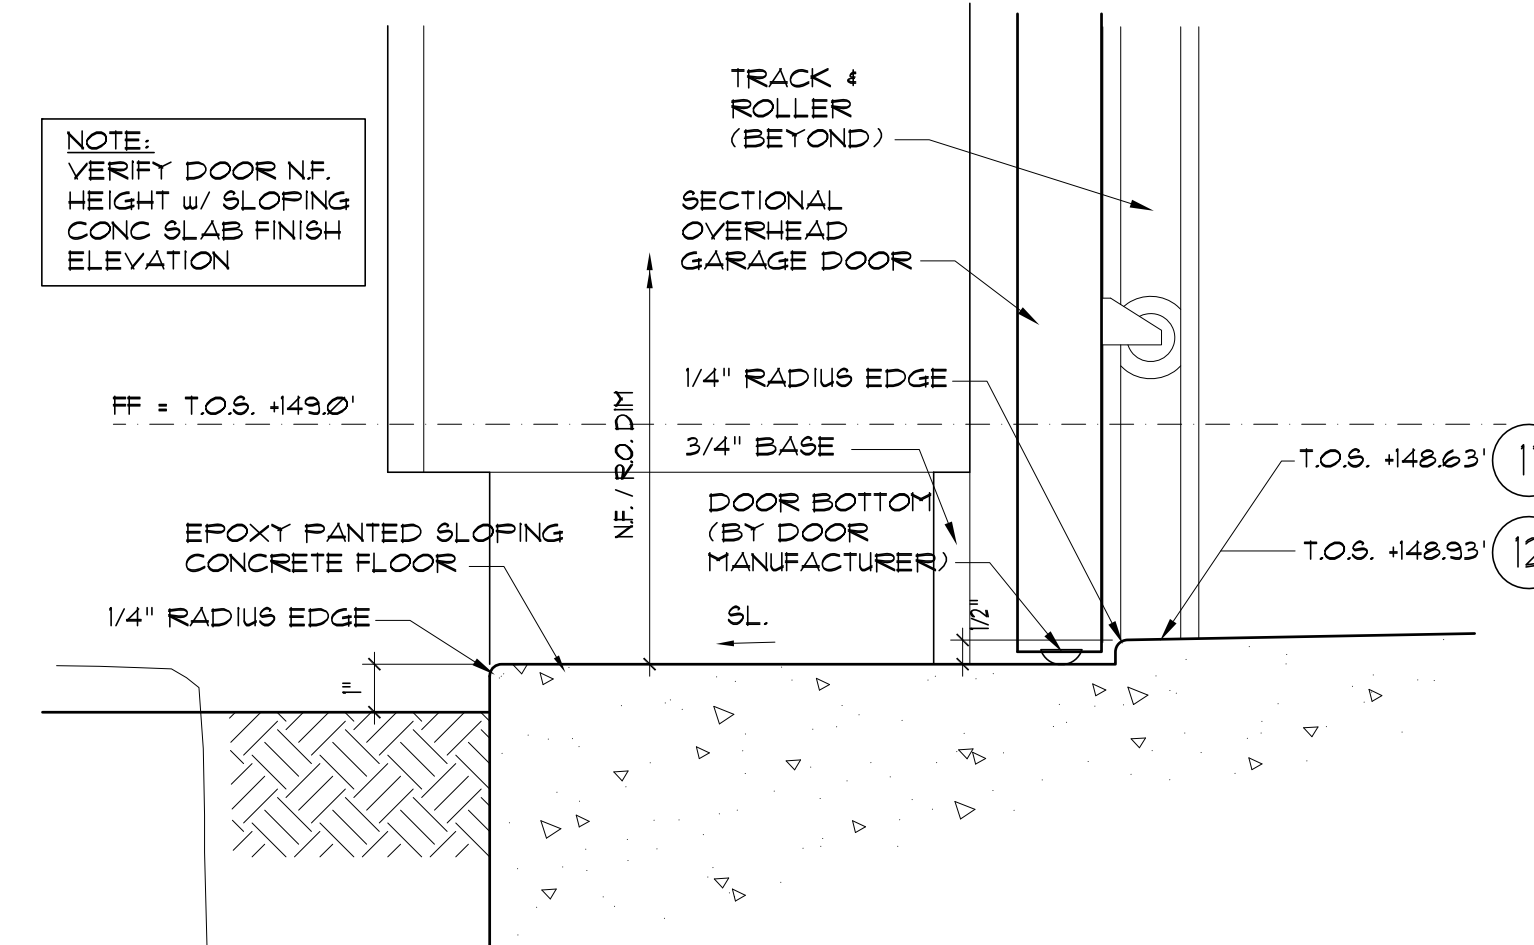 TRACK &
ROLLER
(BEYOND)
NOTE:
VERIFY DOOR N.F.
HEIGHT w/ SLOPING
CONC SLAB FINISH
ELEVATION
SECTIONAL
OVERHEAD
GARAGE DOOR
1/4" RADIUS EDGE
FF = T.O.S. +149.0'
N.F. / R.O. DIM
3/4" BASE
T.O.S. +148.63'
DOOR BOTTOM
(BY DOOR
MANUFACTURER)
EPOXY PANTED SLOPING
CONCRETE FLOOR
T.O.S. +148.93'
12
1/4" RADIUS EDGE
SL.
1/2"
1"